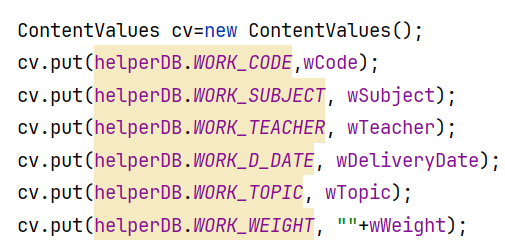 ContentValues cv=new ContentValues();
cv.put(helperDB.WORK_CODE,wCode);
cv.put(helperDB.WORK_SUBJECT, wSubject);
cv.put(helperDB.WORK_TEACHER, wTeacher);
cv.put(helperDB.WORK_D_DATE, wDeliveryDate);
cv.put(helperDB.WORK_TOPIC, wTopic);
cv.put(helperDB.WORK_WEIGHT, ""+wWeight);